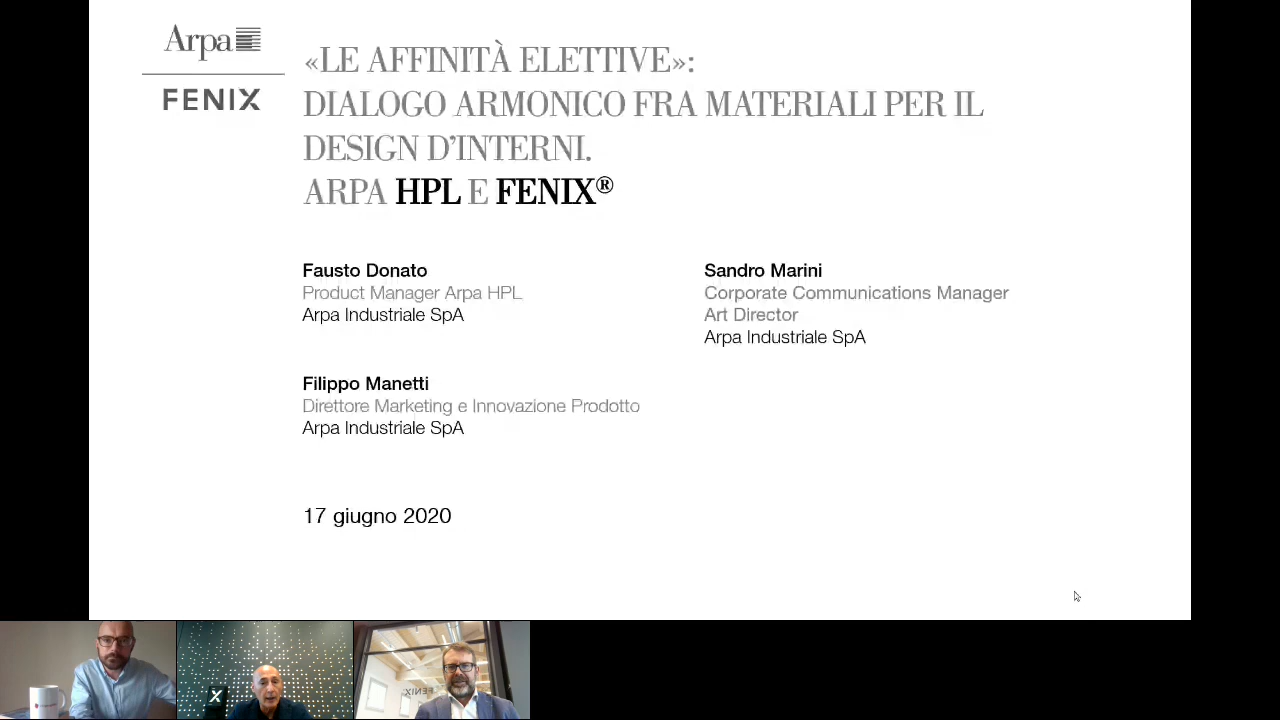 Arpa
FENIX
«LE AFFINITÀ ELETTIVE»:
DIALOGO ARMONICO FRA MATERIALI PER IL
DESIGN D'INTERNI.
ARPA HPL E FENIX®
Fausto Donato
Product Manager Arpa HPL
Arpa Industriale SpA
Sandro Marini
Corporate Communications Manager
Art Director
Arpa Industriale SpA
Filippo Manetti
Direttore Marketing e Innovazione Prodotto
Arpa Industriale SpA
17 giugno 2020
X
FENIX